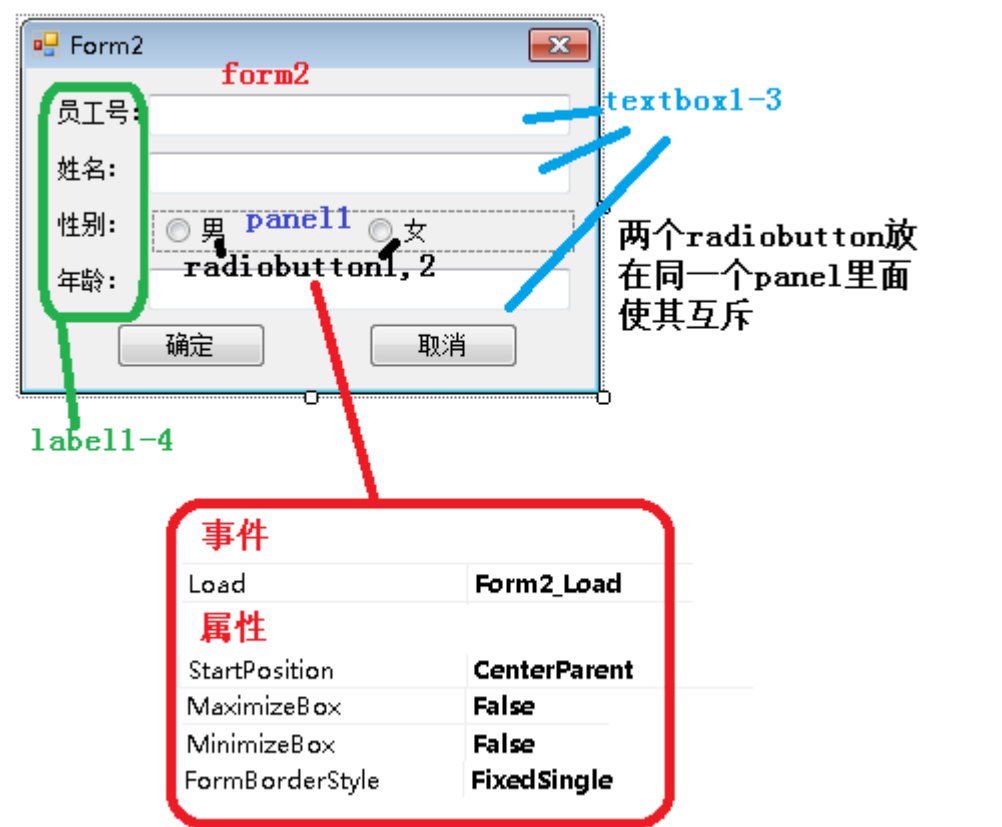 Form2
form2
员工号:
textbox1-3
姓名:
性别:
男
panel1
女
radiobutton1,2
年龄:
两个radiobutton放
在同一个panel里面
使其互斥
确定
取消
label1-4
事件
Load
Form2_Load
属性
StartPosition
CenterParent
MaximizeBox
False
MinimizeBox
False
FormBorderStyle
FixedSingle